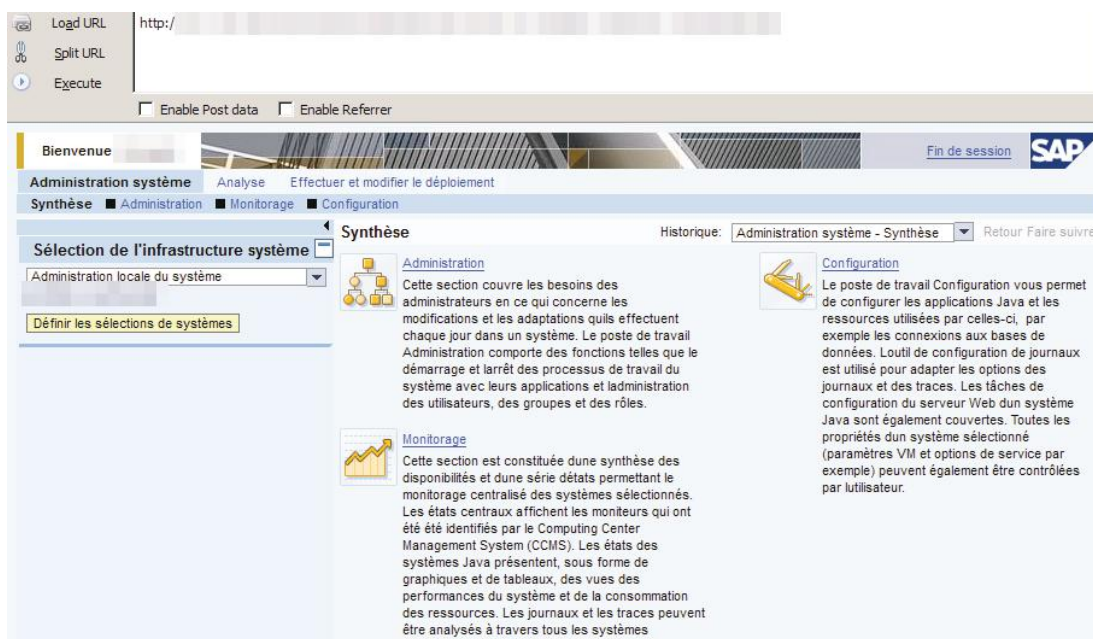 Load URL
http:/
Split URL
Execute
Enable Post data Enable Referrer
Bienvenue
Fin de session
SAP
Administration système Analyse Effectuer et modifier le déploiement
Synthèse Administration Monitorage Configuration
Sélection de l'infrastructure système
Administration locale du système
Définir les sélections de systèmes
Synthèse
Historique: Administration système - Synthèse Retour Faire suivre
Administration
Cette section couvre les besoins des
administrateurs en ce qui concerne les
modifications et les adaptations quils effectuent
chaque jour dans un système. Le poste de travail
Administration comporte des fonctions telles que le
démarrage et larrêt des processus de travail du
système avec leurs applications et ladministration
des utilisateurs, des groupes et des rôles.
Monitorage
Cette section est constituée dune synthèse des
disponibilités et dune série détats permettant le
monitorage centralisé des systèmes sélectionnés.
Les états centraux affichent les moniteurs qui ont
été été identifiés par le Computing Center
Management System (CCMS). Les états des
systèmes Java présentent, sous forme de
graphiques et de tableaux, des vues des
performances du système et de la consommation
des ressources. Les journaux et les traces peuvent
être analysés à travers tous les systèmes
Configuration
Le poste de travail Configuration vous permet
de configurer les applications Java et les
ressources utilisées par celles-ci, par
exemple les connexions aux bases de
données. Loutil de configuration de journaux
est utilisé pour adapter les options des
journaux et des traces. Les tâches de
configuration du serveur Web dun système
Java sont également couvertes. Toutes les
propriétés dun système sélectionné
(paramètres VM et options de service par
exemple) peuvent également être contrôlées
par lutilisateur.